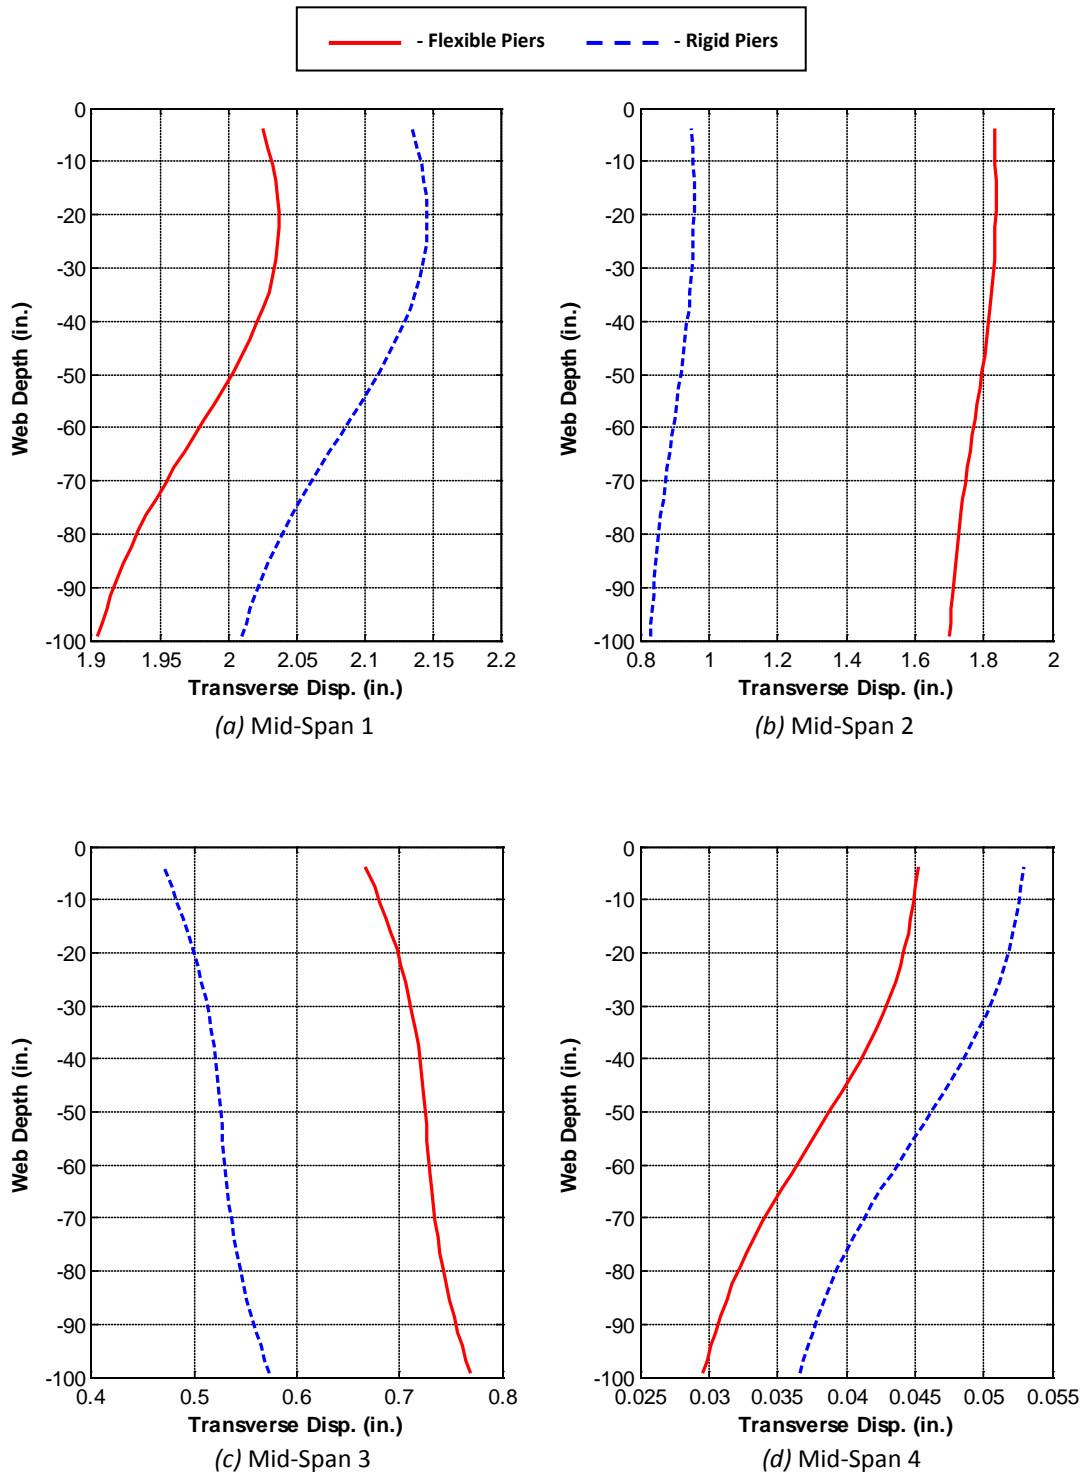 - Flexible Piers - Rigid Piers
0 0
-10 -10
-20 -20
-30 -30
-40 -40
-50 -50
-60 -60
-70 -70
-80 -80
-90 -90
-100 -100
Web Depth (in.) Web Depth (in.)
1.9 1.95 2 2.05 2.1 2.15 2.2 0.8 1 1.2 1.4 1.6 1.8 2
Transverse Disp. (in.) Transverse Disp. (in.)
(a) Mid-Span 1 (b) Mid-Span 2
0 0
-10 -10
-20 -20
-30 -30
-40 -40
-50 -50
-60 -60
-70 -70
-80 -80
-90 -90
-100 -100
Web Depth (in.) Web Depth (in.)
0.4 0.5 0.6 0.7 0.8 0.025 0.03 0.035 0.04 0.045 0.05 0.055
Transverse Disp. (in.) Transverse Disp. (in.)
(c) Mid-Span 3 (d) Mid-Span 4